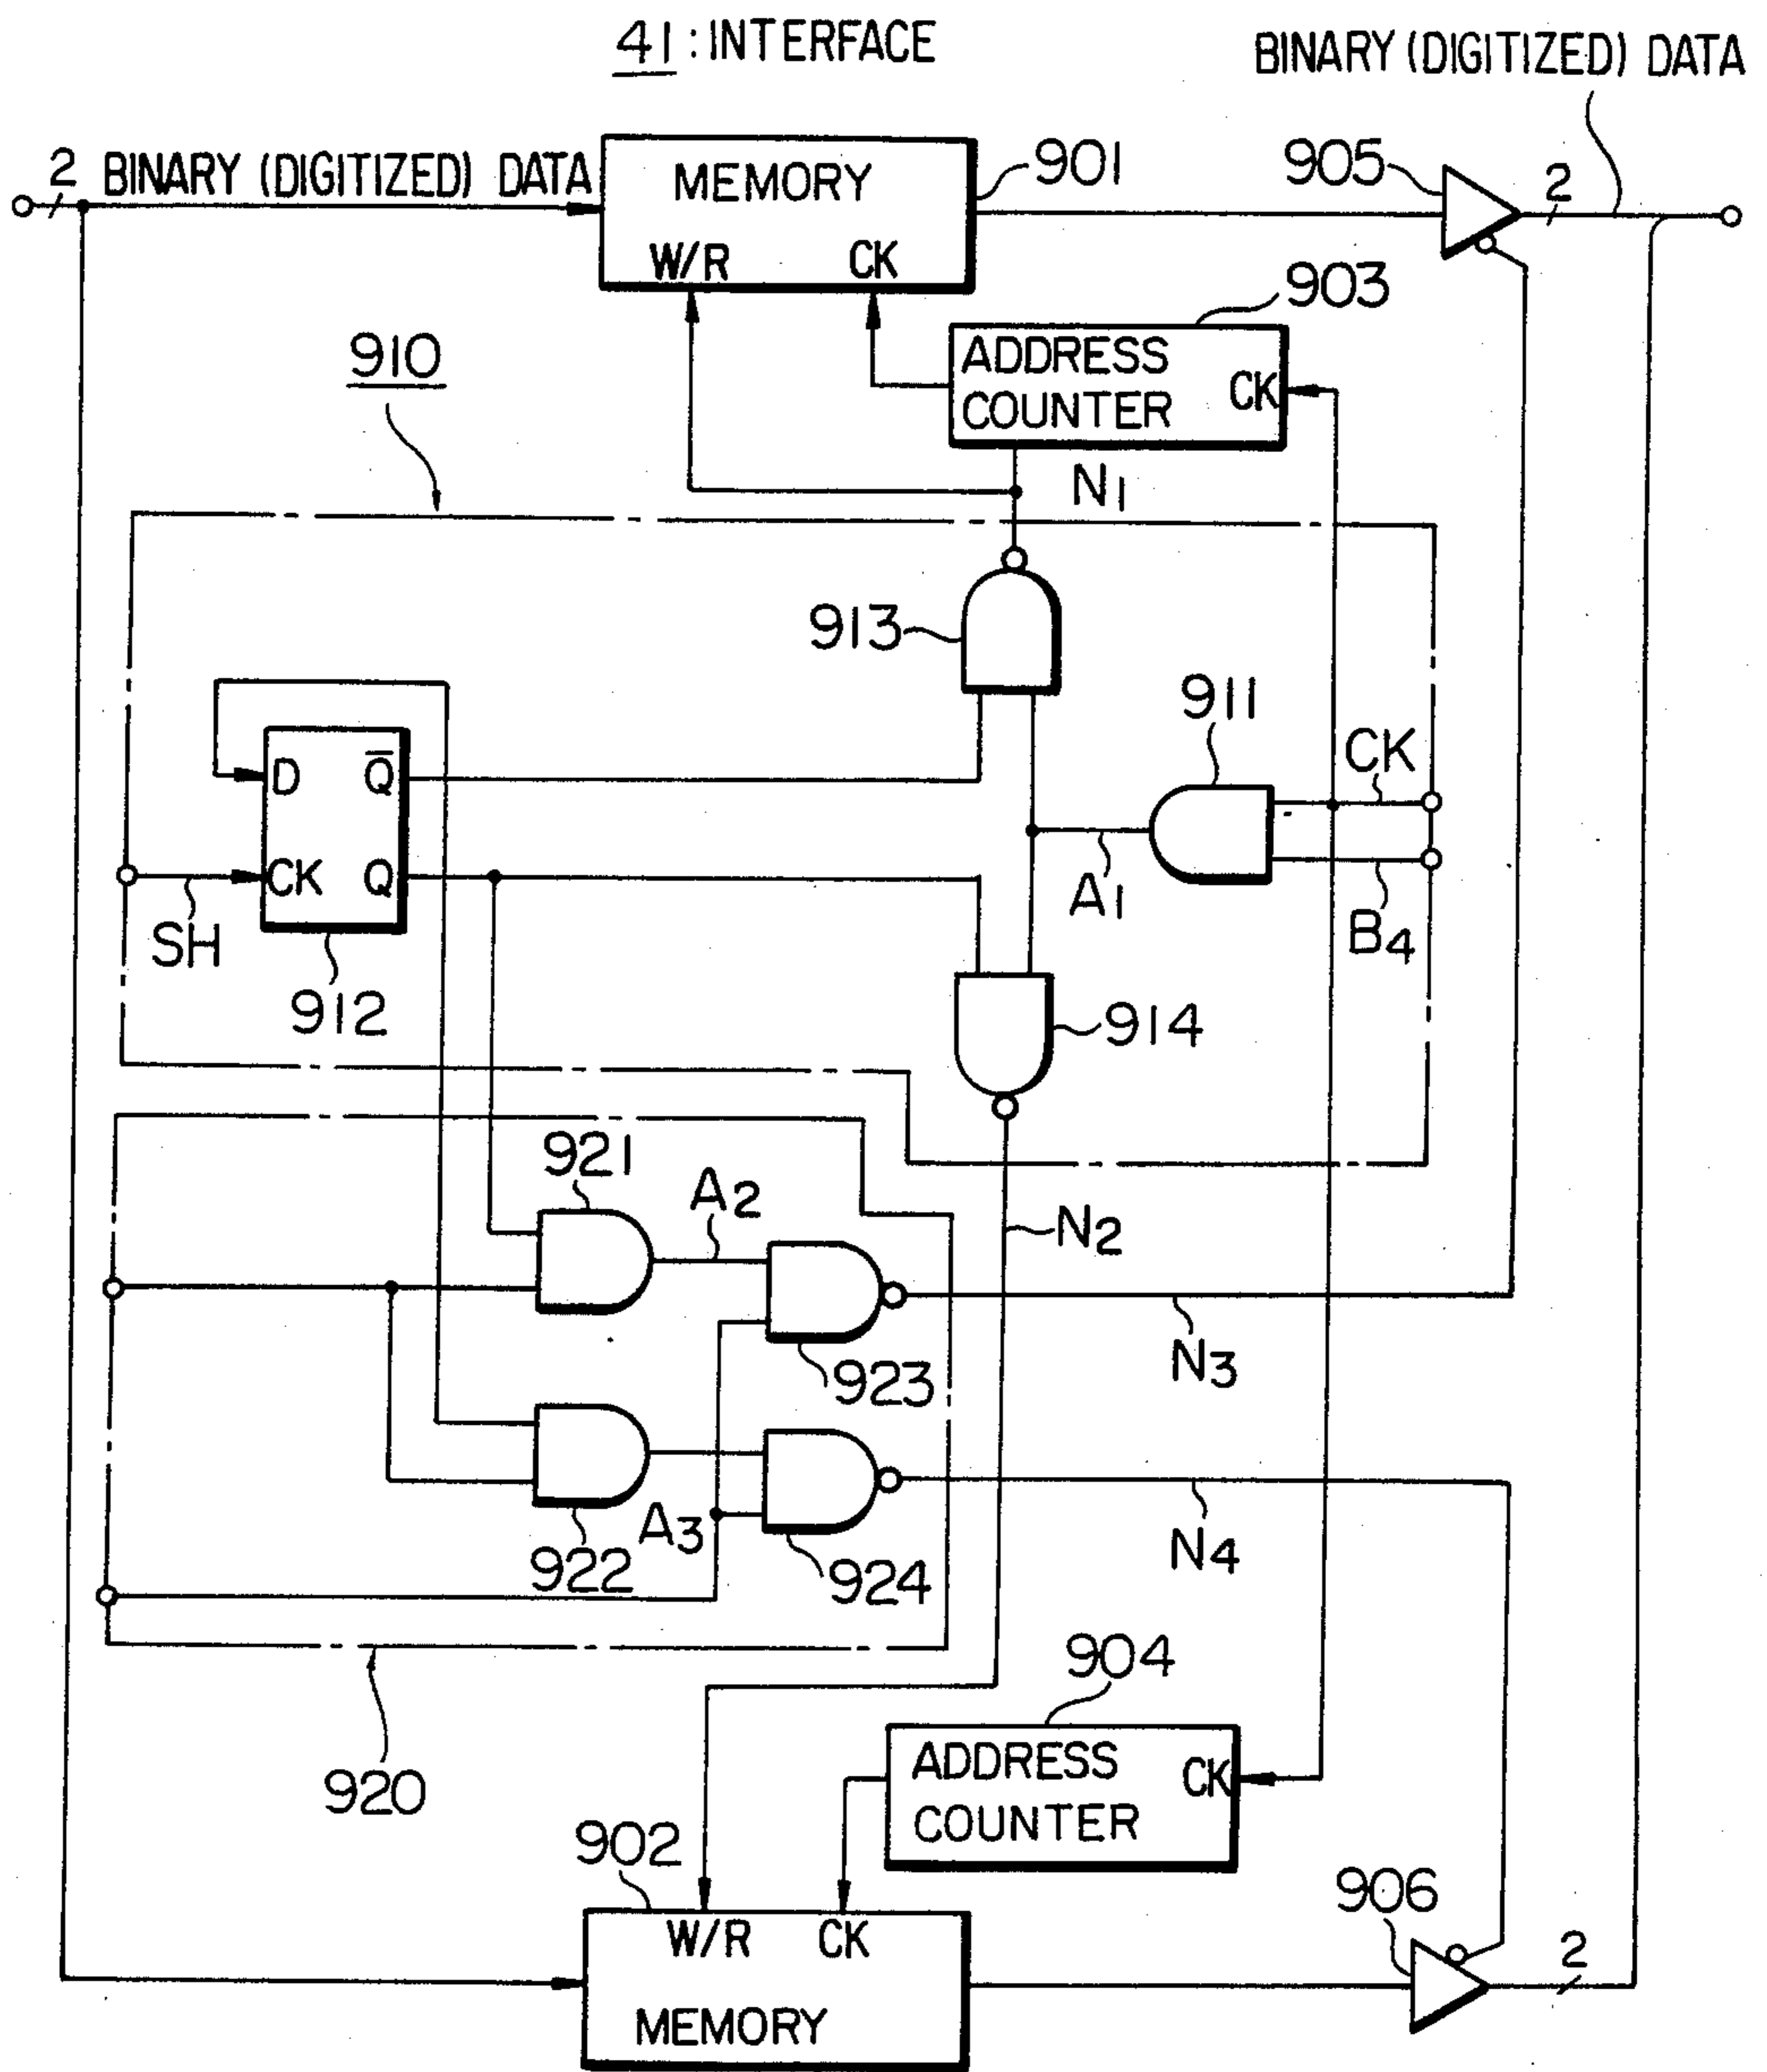 41 : INTERFACE
BINARY (DIGITIZED) DATA
2 BINARY (DIGITIZED) DATA
MEMORY
W/R CK
901
905
2
903
ADDRESS
COUNTER
CK
910
N1
913
911
CK
D Q̅
CK Q
A1
SH
B4
912
914
921
A2
N2
923
N3
A3
922
924
N4
904
ADDRESS
COUNTER
CK
920
902
906
W/R CK
MEMORY
2